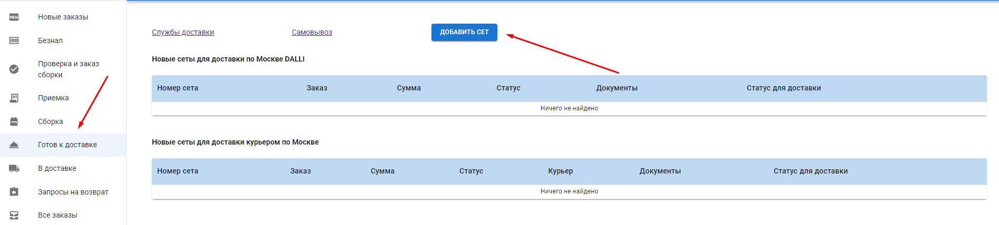 NEW
Новые заказы
Безнал
Проверка и заказ
сборки
Приемка
Сборка
Готов к доставке
В доставке
Запросы на возврат
Все заказы
Службы доставки Самовывоз ДОБАВИТЬ СЕТ
Новые сеты для доставки по Москве DALLI
Номер сета Заказ Сумма Статус Документы Статус для доставки
Ничего не найдено
Новые сеты для доставки курьером по Москве
Номер сета Заказ Сумма Статус Курьер Документы Статус для доставки
Ничего не найдено